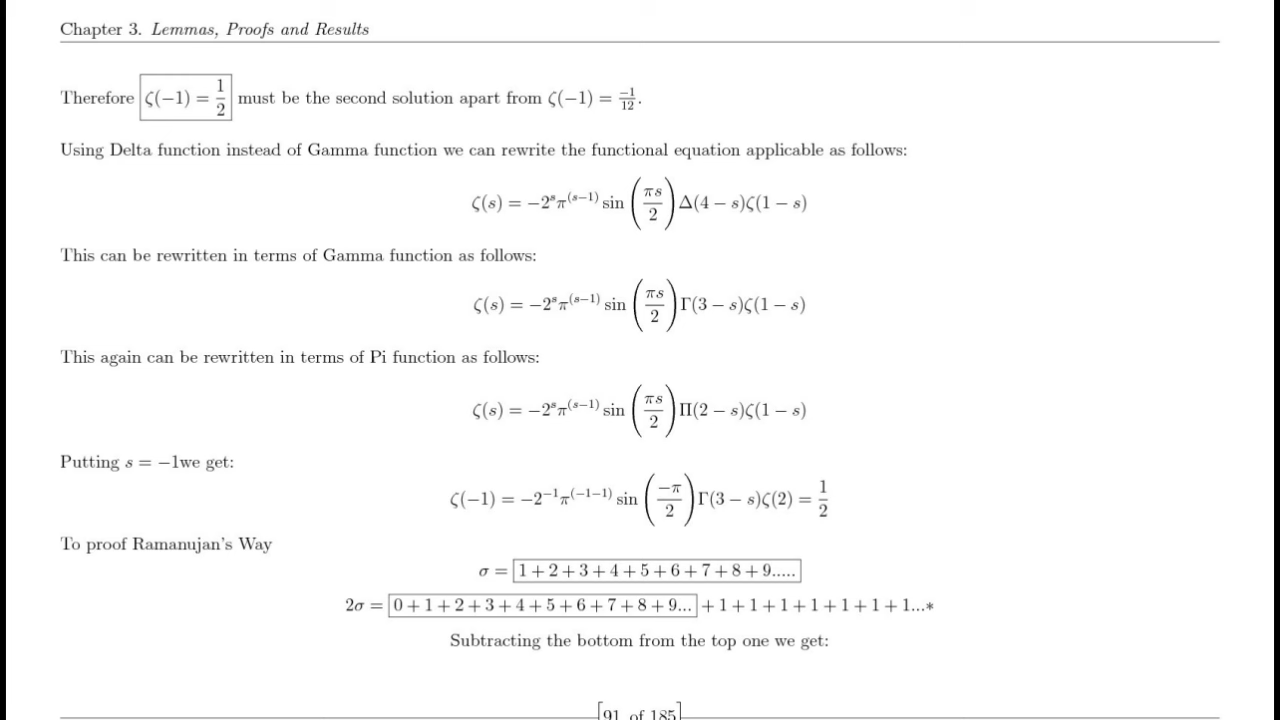 Chapter 3. Lemmas, Proofs and Results
Therefore ζ(−1) = 1/2 must be the second solution apart from ζ(−1) = −1/12.
Using Delta function instead of Gamma function we can rewrite the functional equation applicable as follows:
ζ(s) = −2^s π^(s−1) sin (πs/2) Δ(4 − s)ζ(1 − s)
This can be rewritten in terms of Gamma function as follows:
ζ(s) = −2^s π^(s−1) sin (πs/2) Γ(3 − s)ζ(1 − s)
This again can be rewritten in terms of Pi function as follows:
ζ(s) = −2^s π^(s−1) sin (πs/2) Π(2 − s)ζ(1 − s)
Putting s = −1we get:
ζ(−1) = −2^−1 π^(−1−1) sin (−π/2) Γ(3 − s)ζ(2) = 1/2
To proof Ramanujan's Way
σ = 1 + 2 + 3 + 4 + 5 + 6 + 7 + 8 + 9.....
2σ = 0 + 1 + 2 + 3 + 4 + 5 + 6 + 7 + 8 + 9... + 1 + 1 + 1 + 1 + 1 + 1 + 1...*
Subtracting the bottom from the top one we get:
[91 of 185]